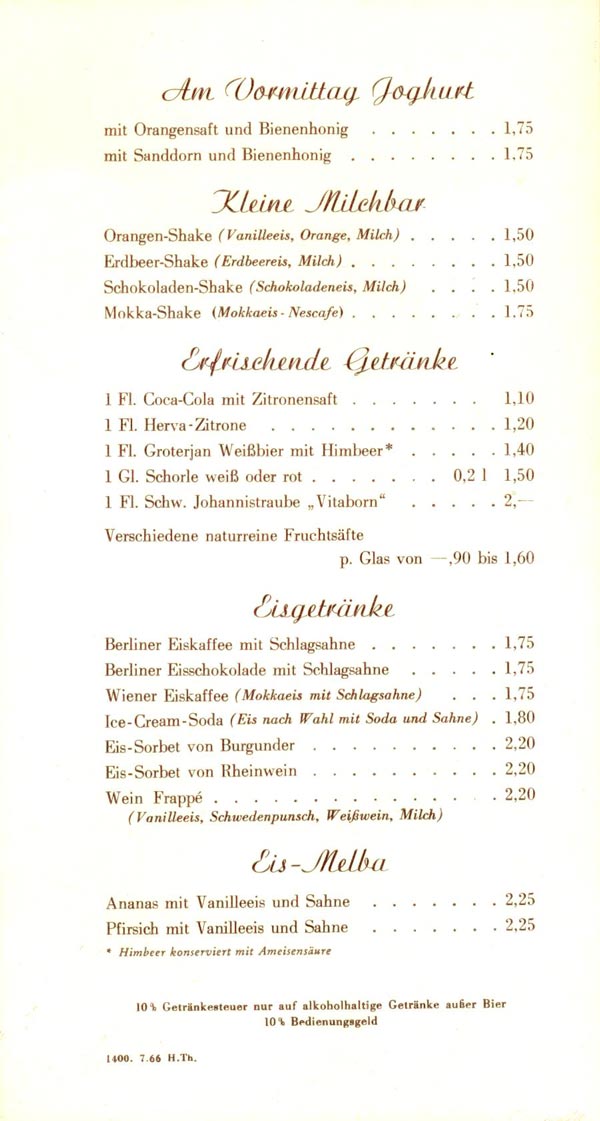 Am Vormittag Joghurt
mit Orangensaft und Bienenhonig . . . . . . . 1,75
mit Sanddorn und Bienenhonig . . . . . . . 1,75
Kleine Milchbar
Orangen-Shake (Vanilleeis, Orange, Milch) . . . . . 1,50
Erdbeer-Shake (Erdbeereis, Milch) . . . . . . . . 1,50
Schokoladen-Shake (Schokoladeneis, Milch) . . . . 1,50
Mokka-Shake (Mokkaeis - Nescafe) . . . . . . . . 1,75
Erfrischende Getränke
1 Fl. Coca-Cola mit Zitronensaft . . . . . . . 1,10
1 Fl. Herva-Zitrone . . . . . . . . . . . . 1,20
1 Fl. Groterjan Weißbier mit Himbeer* . . . . . 1,40
1 Gl. Schorle weiß oder rot . . . . . . . 0,2 l 1,50
1 Fl. Schw. Johannistraube „Vitaborn“ . . . . . 2,—
Verschiedene naturreine Fruchtsäfte
p. Glas von —,90 bis 1,60
Eisgetränke
Berliner Eiskaffee mit Schlagsahne . . . . . . . 1,75
Berliner Eisschokolade mit Schlagsahne . . . . . 1,75
Wiener Eiskaffee (Mokkaeis mit Schlagsahne) . . . 1,75
Ice-Cream-Soda (Eis nach Wahl mit Soda und Sahne) . 1,80
Eis-Sorbet von Burgunder . . . . . . . . . . 2,20
Eis-Sorbet von Rheinwein . . . . . . . . . . 2,20
Wein Frappé . . . . . . . . . . . . . . . 2,20
(Vanilleeis, Schwedenpunsch, Weißwein, Milch)
Eis-Melba
Ananas mit Vanilleeis und Sahne . . . . . . . 2,25
Pfirsich mit Vanilleeis und Sahne . . . . . . . 2,25
* Himbeer konserviert mit Ameisensäure
10% Getränkesteuer nur auf alkoholhaltige Getränke außer Bier
10% Bedienungsgeld
1400. 7.66 H.Th.